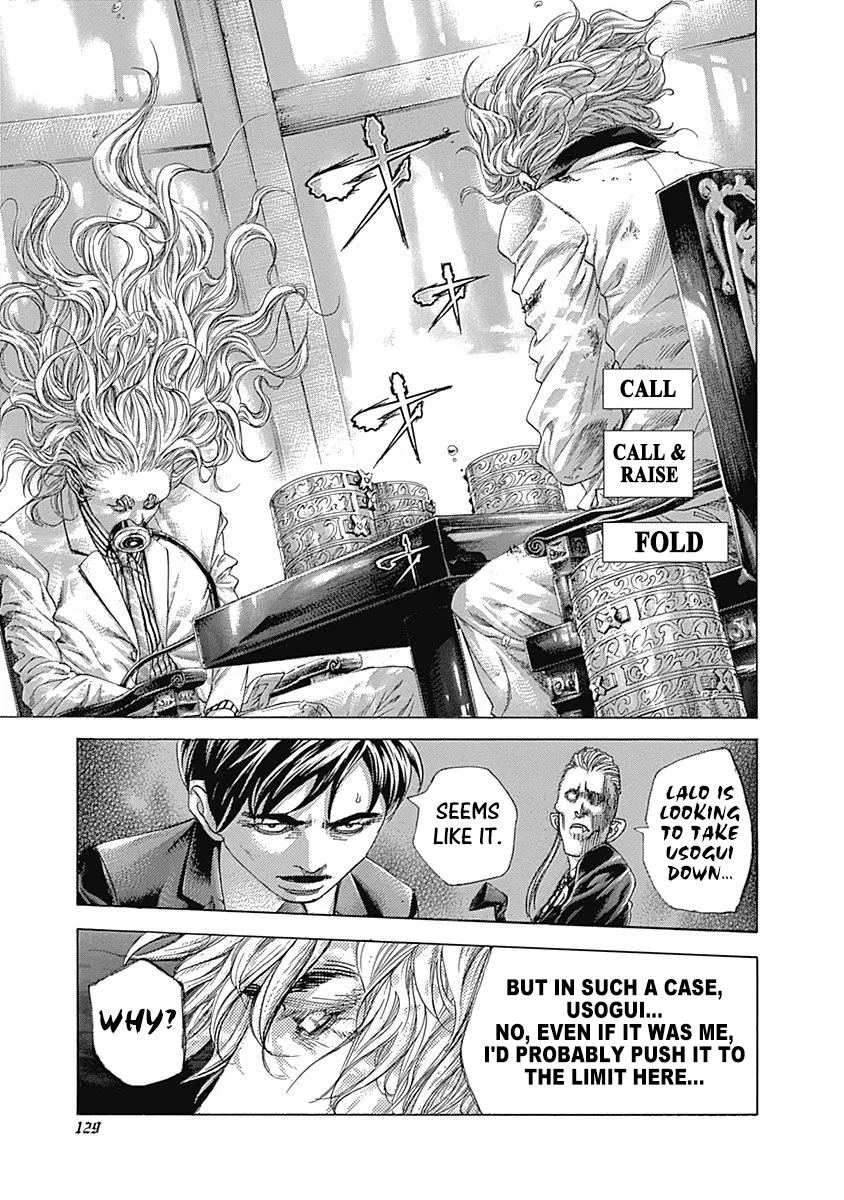 CALL
CALL &
RAISE
FOLD
LALO IS
LOOKING
TO TAKE
USOGUI
DOWN...
SEEMS
LIKE IT.
BUT IN SUCH A CASE,
USOGUI...
NO, EVEN IF IT WAS ME,
I'D PROBABLY PUSH IT TO
THE LIMIT HERE...
WHY?
129